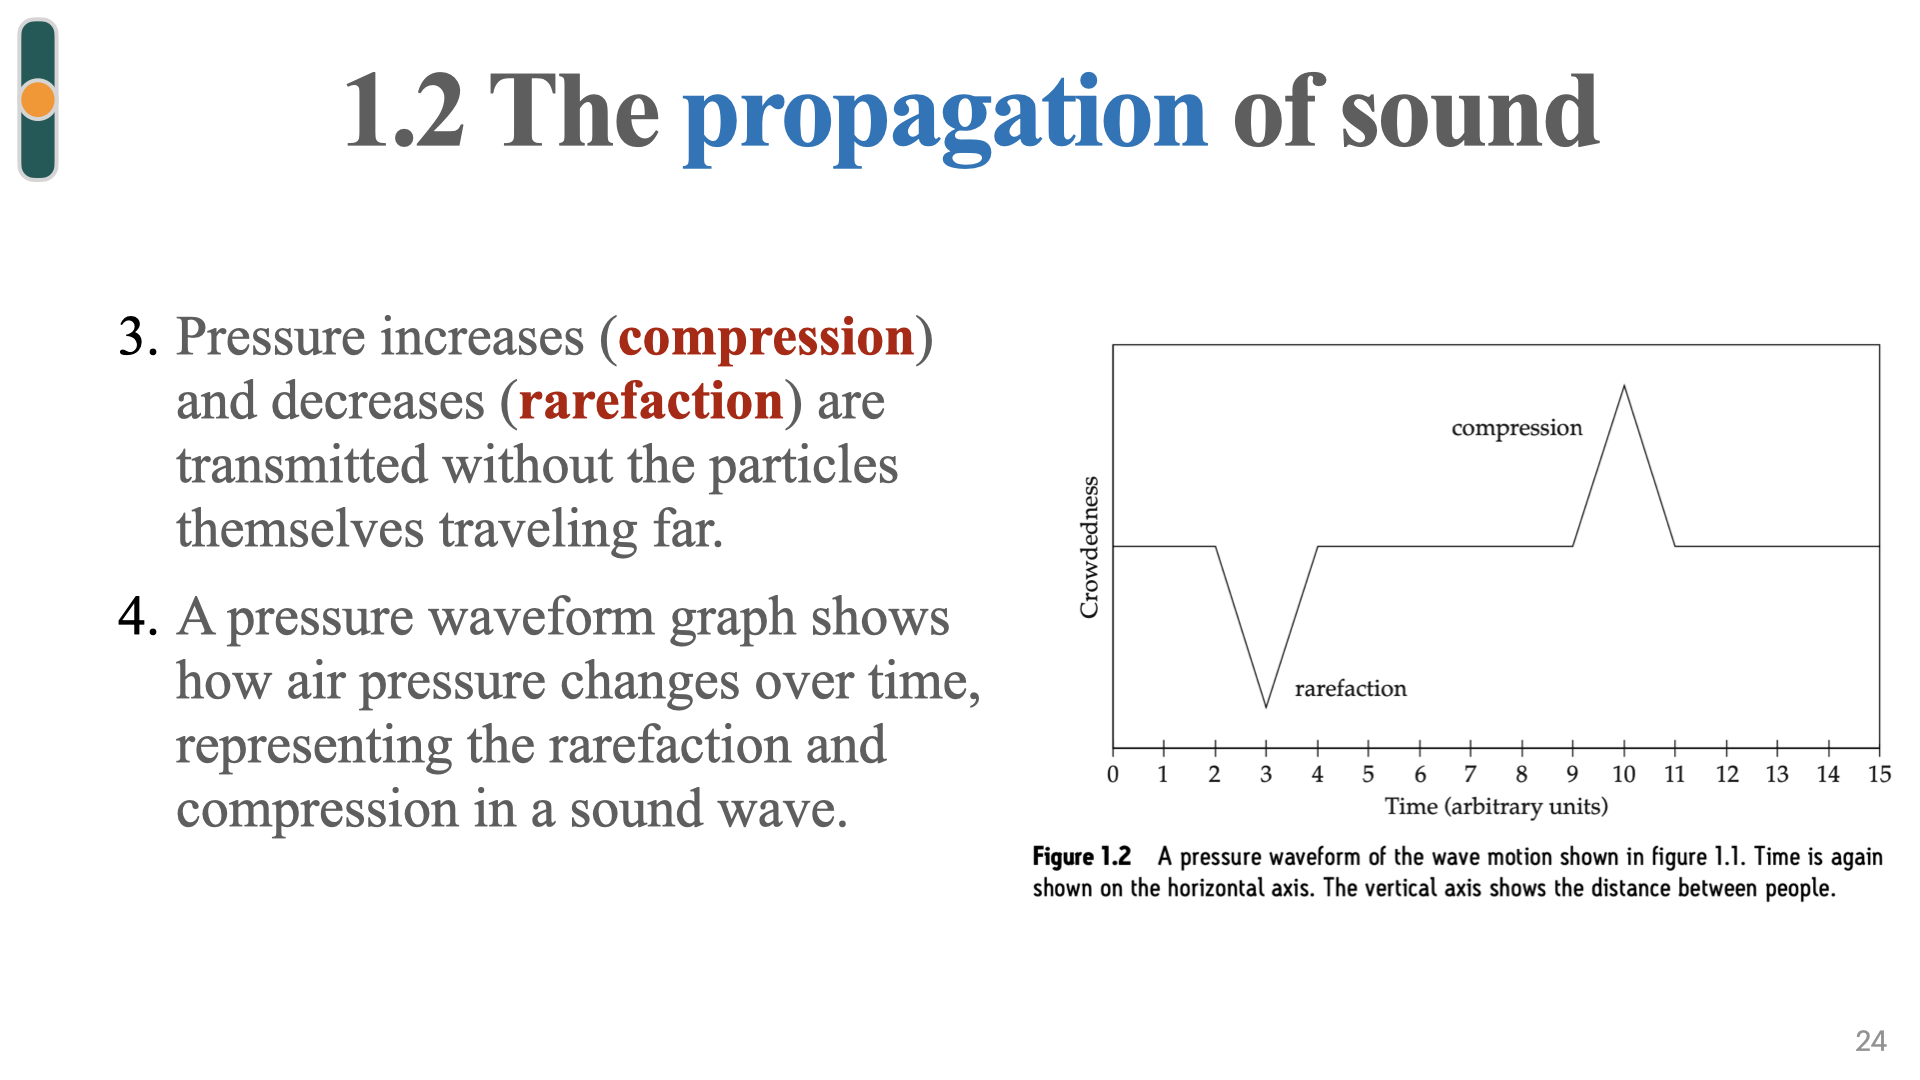 1.2 The propagation of sound
3. Pressure increases (compression)
and decreases (rarefaction) are
transmitted without the particles
themselves traveling far.
4. A pressure waveform graph shows
how air pressure changes over time,
representing the rarefaction and
compression in a sound wave.
Crowdedness
compression
rarefaction
0 1 2 3 4 5 6 7 8 9 10 11 12 13 14 15
Time (arbitrary units)
Figure 1.2 A pressure waveform of the wave motion shown in figure 1.1. Time is again
shown on the horizontal axis. The vertical axis shows the distance between people.
24